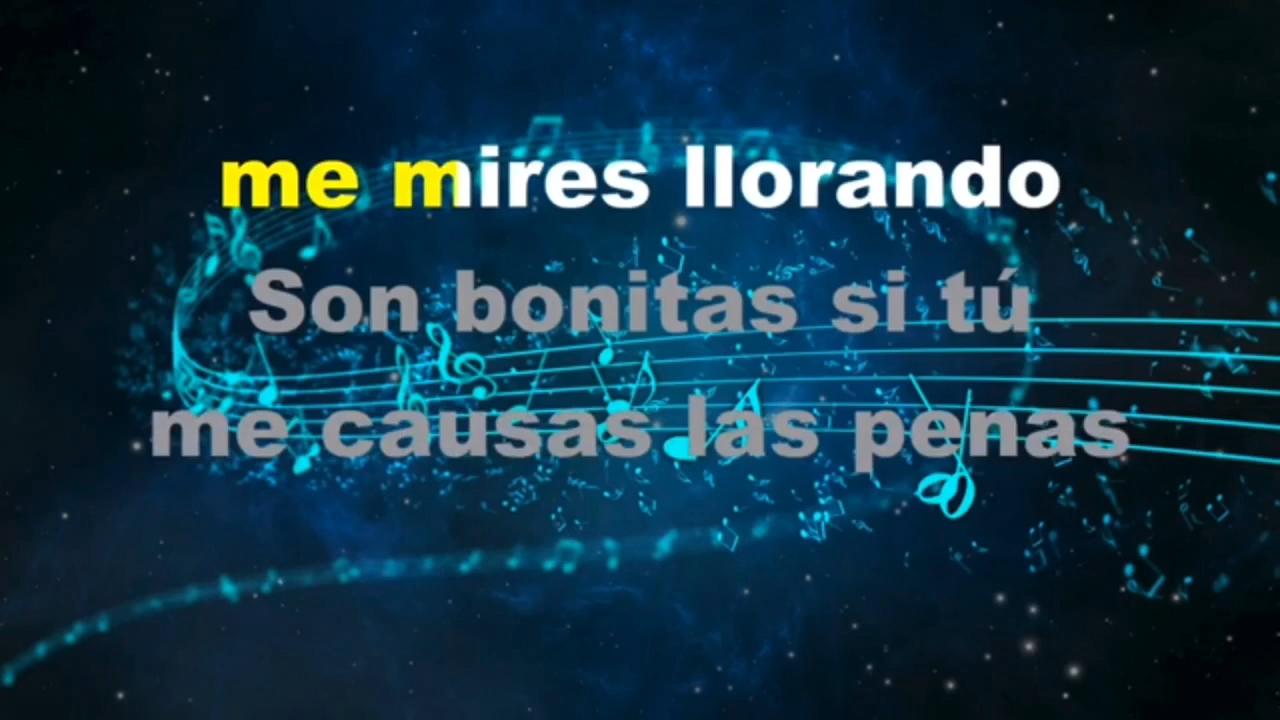 me mires llorando
Son bonitas si tú
me causas las penas